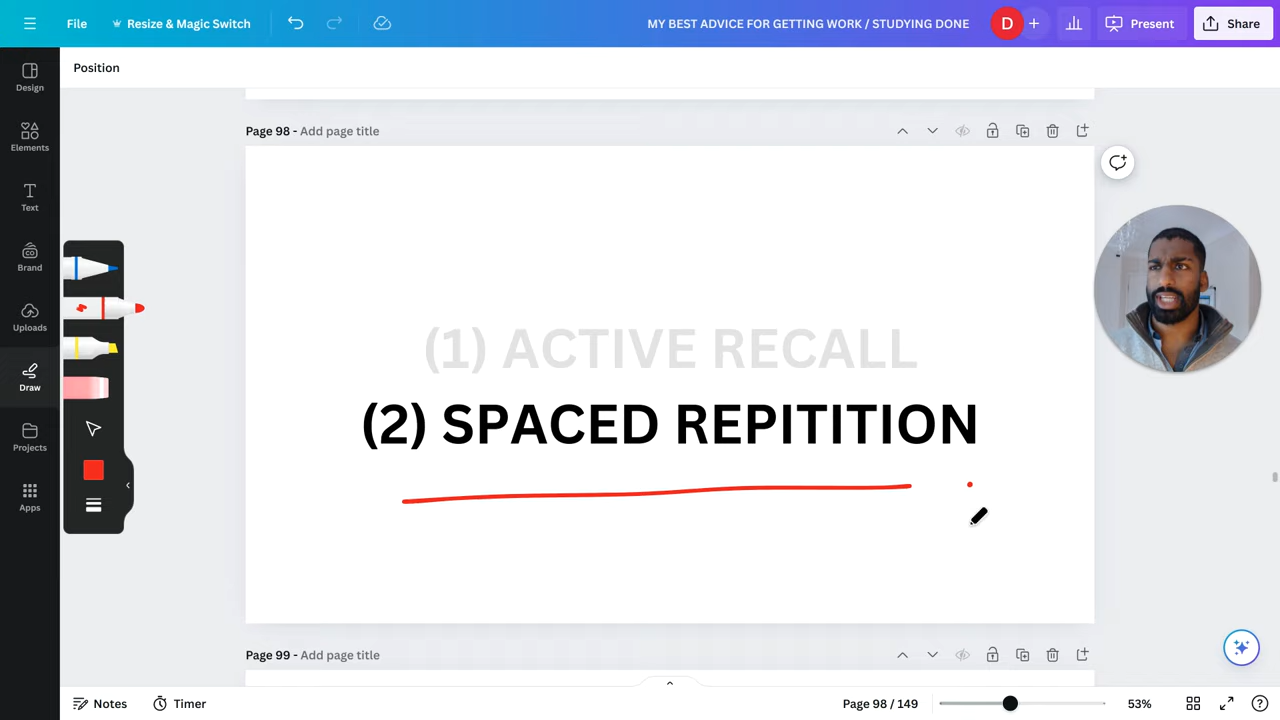 File
Resize & Magic Switch
MY BEST ADVICE FOR GETTING WORK / STUDYING DONE
D
Present
Share
Position
Design
Elements
Text
Brand
Uploads
Draw
Projects
Apps
Page 98 - Add page title
(1) ACTIVE RECALL
(2) SPACED REPITITION
Page 99 - Add page title
Notes
Timer
Page 98 / 149
53%